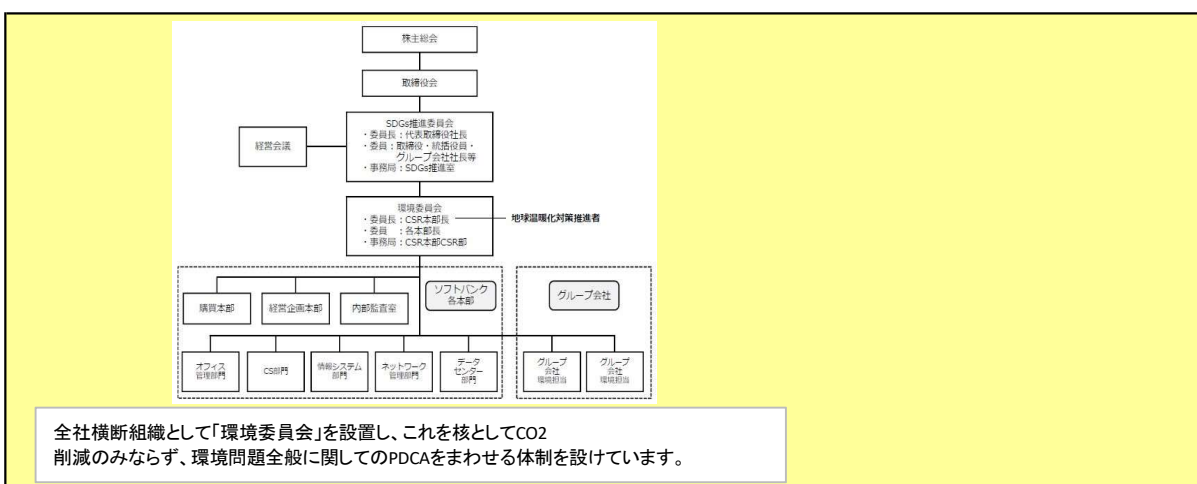 株主総会
取締役会
経営会議
SDGs推進委員会
・委員長：代表取締役社長
・委員：取締役・統括役員・
グループ会社社長等
・事務局：SDGs推進室
環境委員会
・委員長：CSR本部長
・委員　：各本部長
・事務局：CSR本部CSR部
地球温暖化対策推進者
購買本部
経営企画本部
内部監査室
ソフトバンク
各本部
グループ会社
オフィス
管理部門
CS部門
情報システム
部門
ネットワーク
管理部門
データ
センター
部門
グループ
会社
環境担当
グループ
会社
環境担当
全社横断組織として「環境委員会」を設置し、これを核としてCO2
削減のみならず、環境問題全般に関してのPDCAをまわせる体制を設けています。